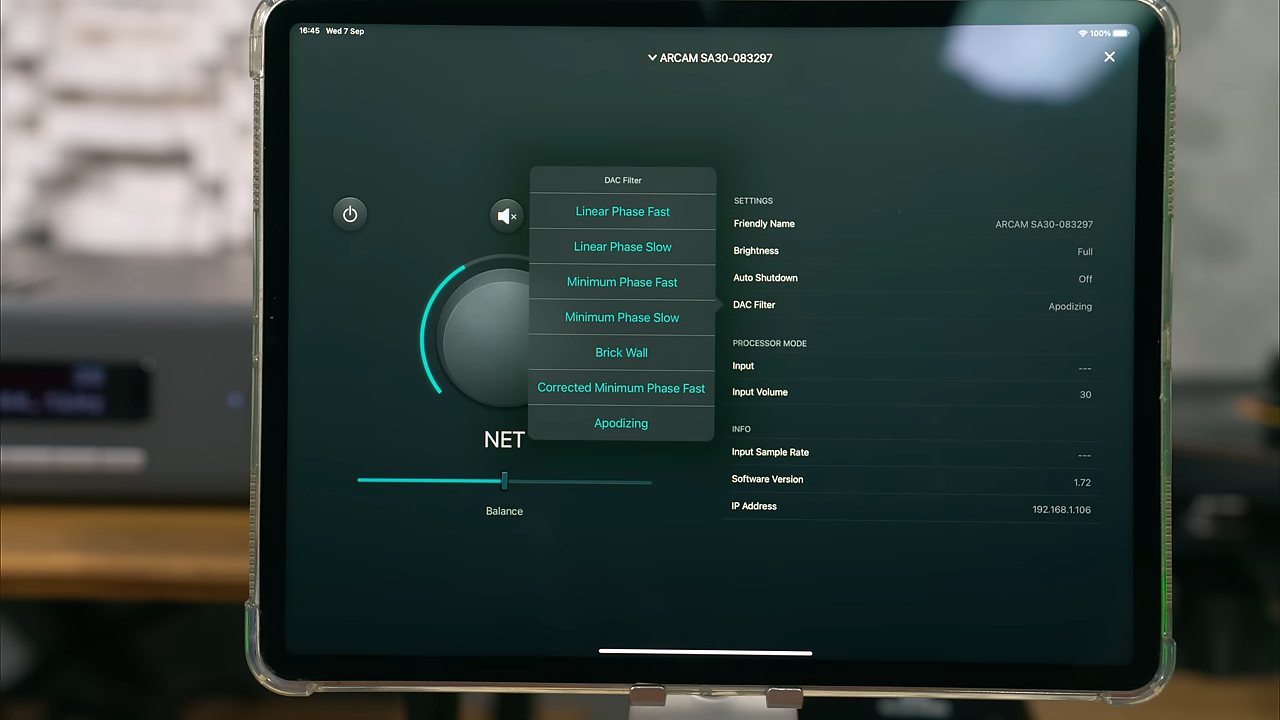 16:45 Wed 7 Sep
100%
ARCAM SA30-083297
DAC Filter
Linear Phase Fast
Linear Phase Slow
Minimum Phase Fast
Minimum Phase Slow
Brick Wall
Corrected Minimum Phase Fast
Apodizing
NET
Balance
SETTINGS
Friendly Name ARCAM SA30-083297
Brightness Full
Auto Shutdown Off
DAC Filter Apodizing
PROCESSOR MODE
Input ---
Input Volume 30
INFO
Input Sample Rate ---
Software Version 1.72
IP Address 192.168.1.106